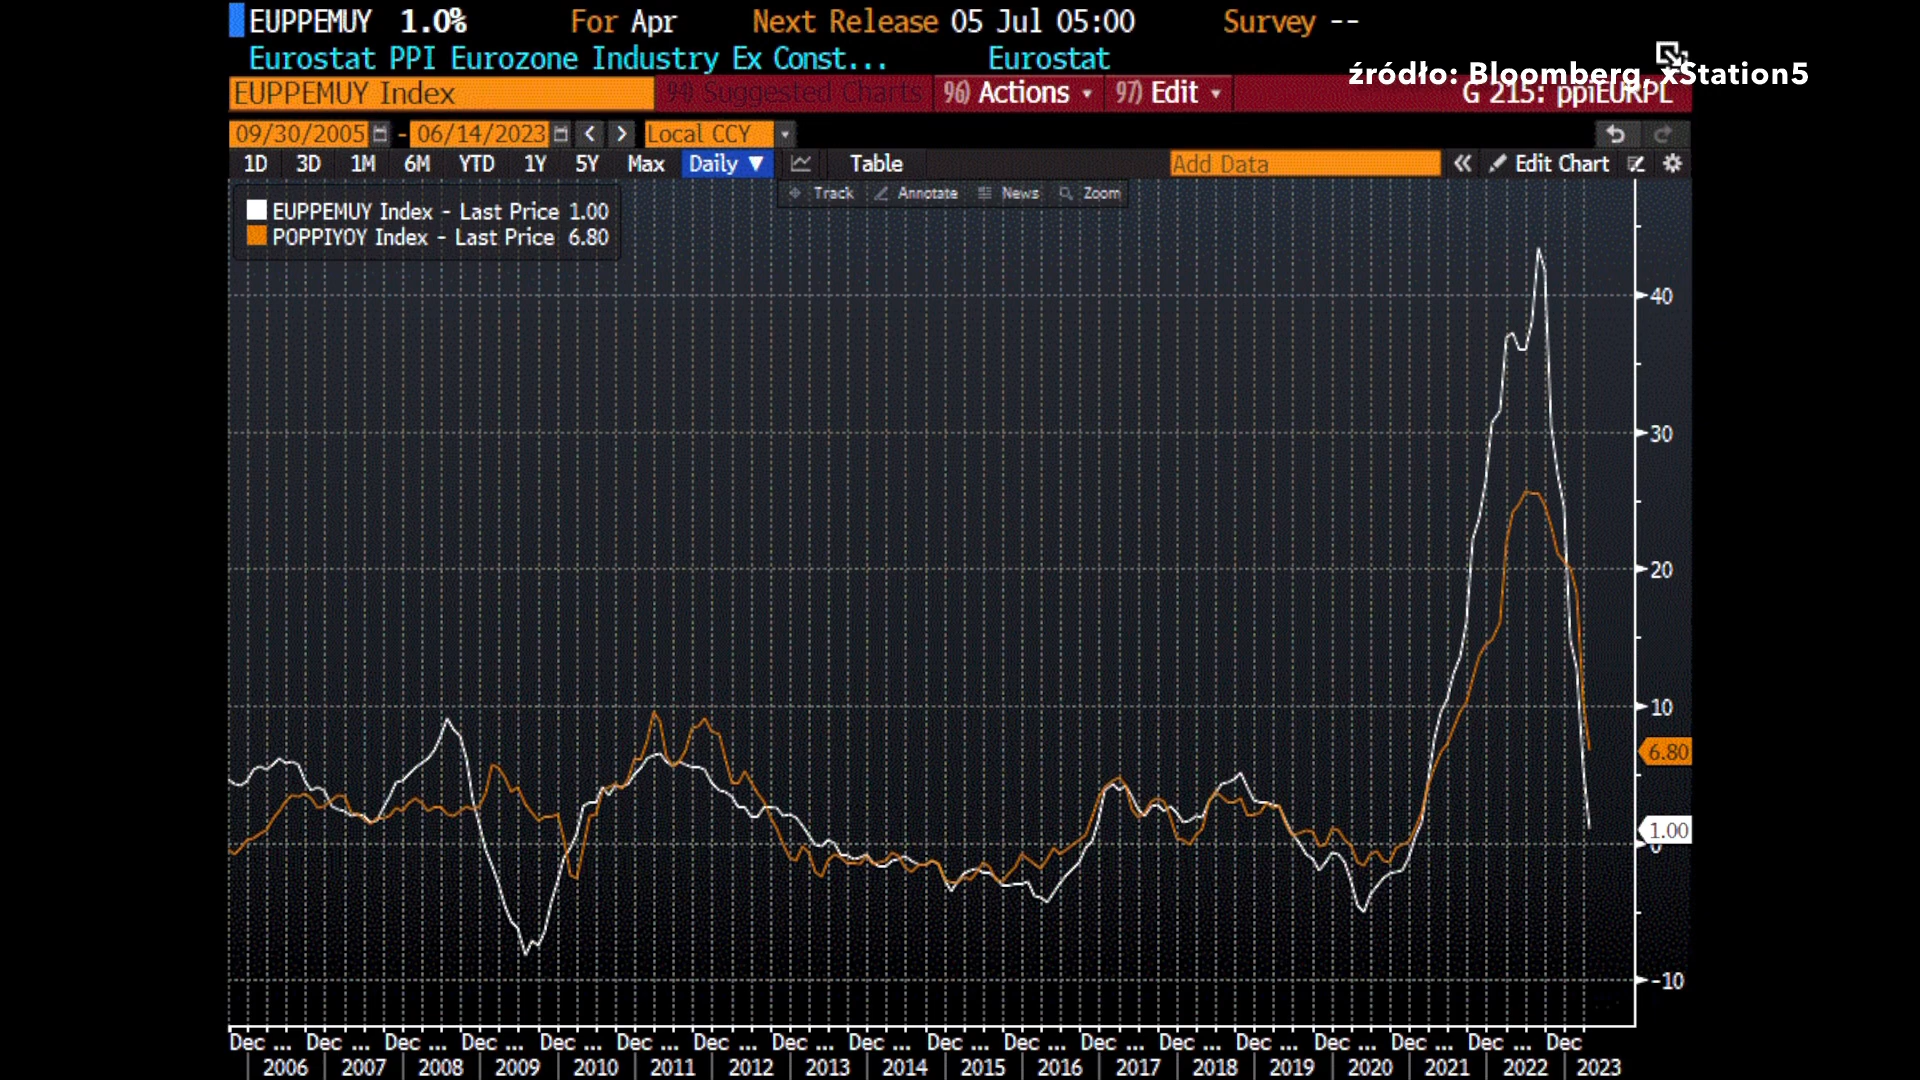 EUPPEMUY 1.0% For Apr Next Release 05 Jul 05:00 Survey --
Eurostat PPI Eurozone Industry Ex Const... Eurostat
źródło: Bloomberg, xStation5
EUPPEMUY Index 94) Suggested Charts 96) Actions 97) Edit G 215: ppiEURPL
09/30/2005 - 06/14/2023 Local CCY
1D 3D 1M 6M YTD 1Y 5Y Max Daily ▼ Table Add Data « Edit Chart
Track Annotate News Zoom
EUPPEMUY Index - Last Price 1.00
POPPIYOY Index - Last Price 6.80
40
30
20
10
6.80
1.00
0
-10
Dec ... Dec ... Dec ... Dec ... Dec ... Dec ... Dec ... Dec ... Dec ... Dec ... Dec ... Dec ... Dec ... Dec ... Dec ... Dec ... Dec ... Dec
2006 2007 2008 2009 2010 2011 2012 2013 2014 2015 2016 2017 2018 2019 2020 2021 2022 2023